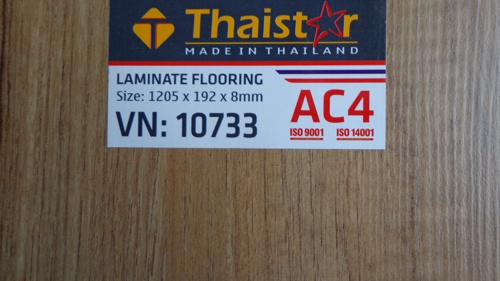 Thaistar
MADE IN THAILAND
LAMINATE FLOORING
Size: 1205 x 192 x 8mm
VN: 10733
AC4
ISO 9001 ISO 14001